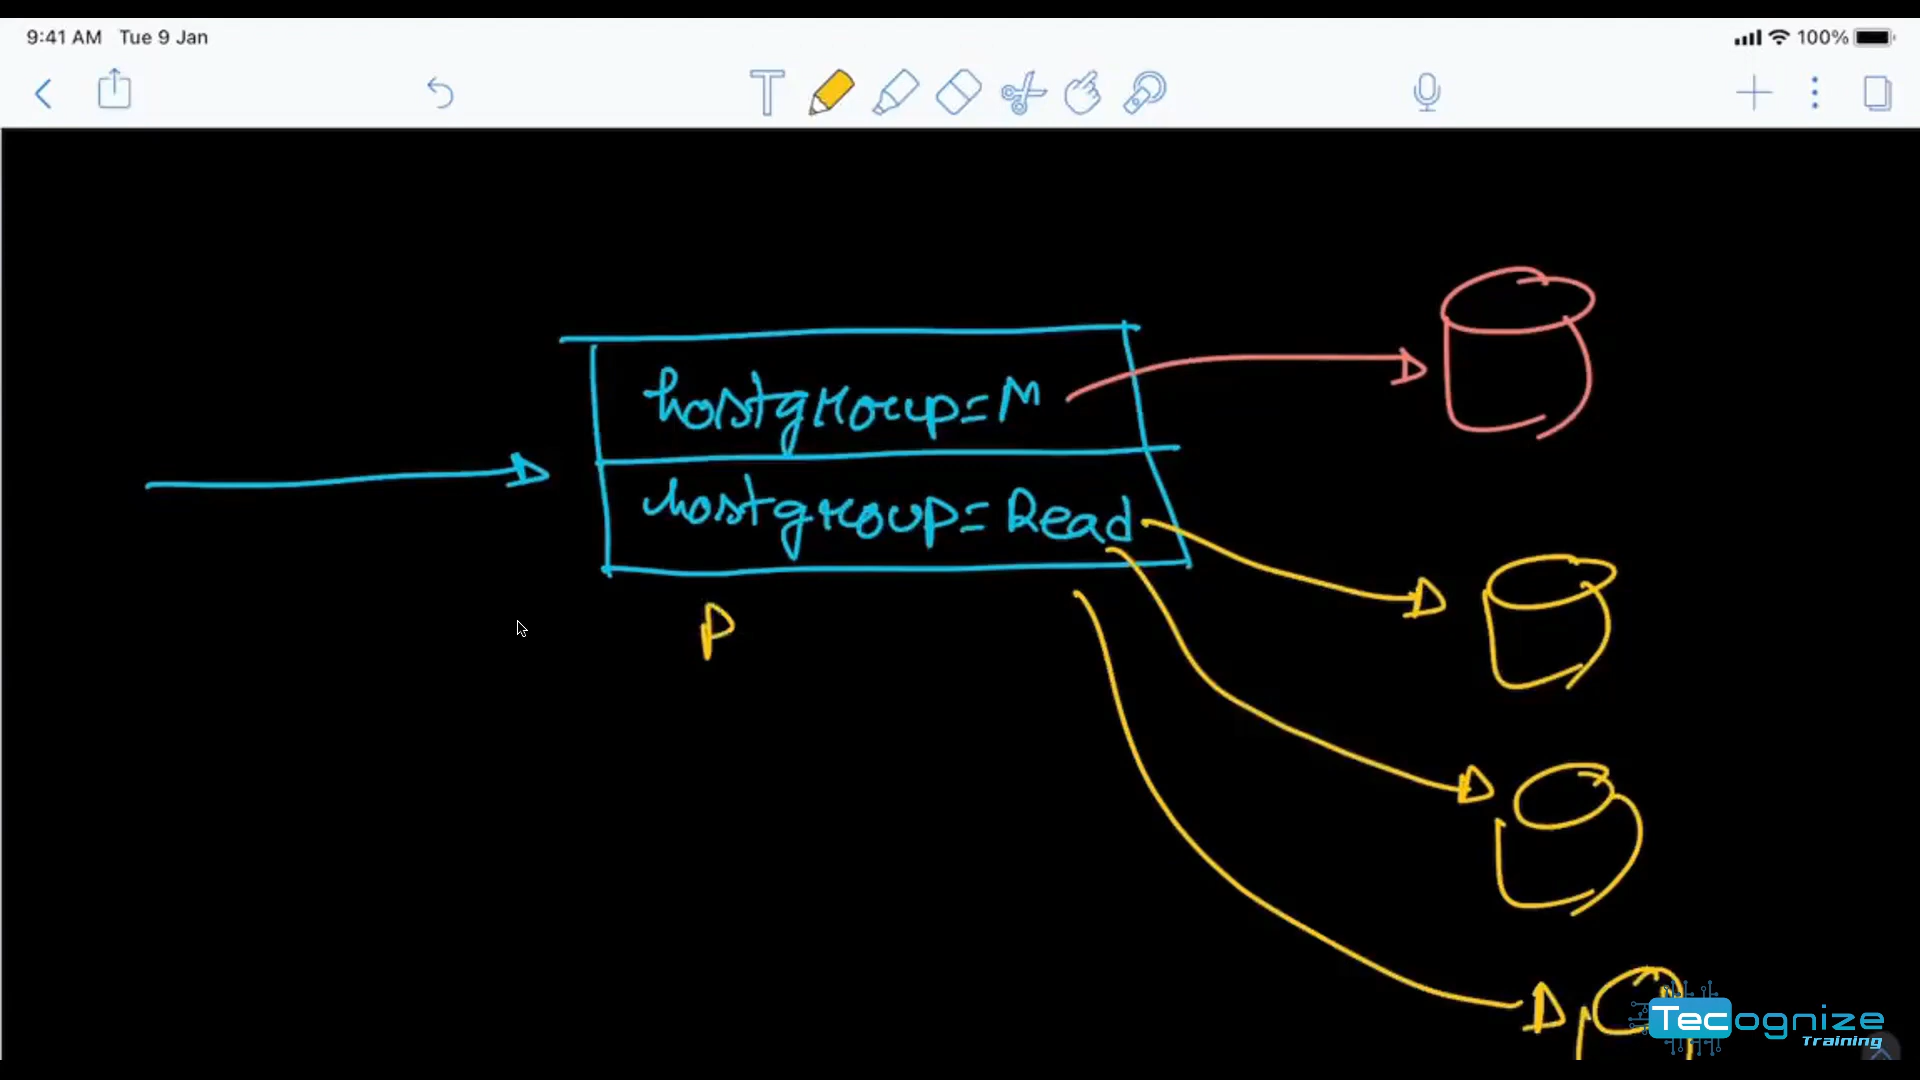 9:41 AM Tue 9 Jan
100%
T
hostgroup=M
hostgroup=Read
P
Tecognize
Training